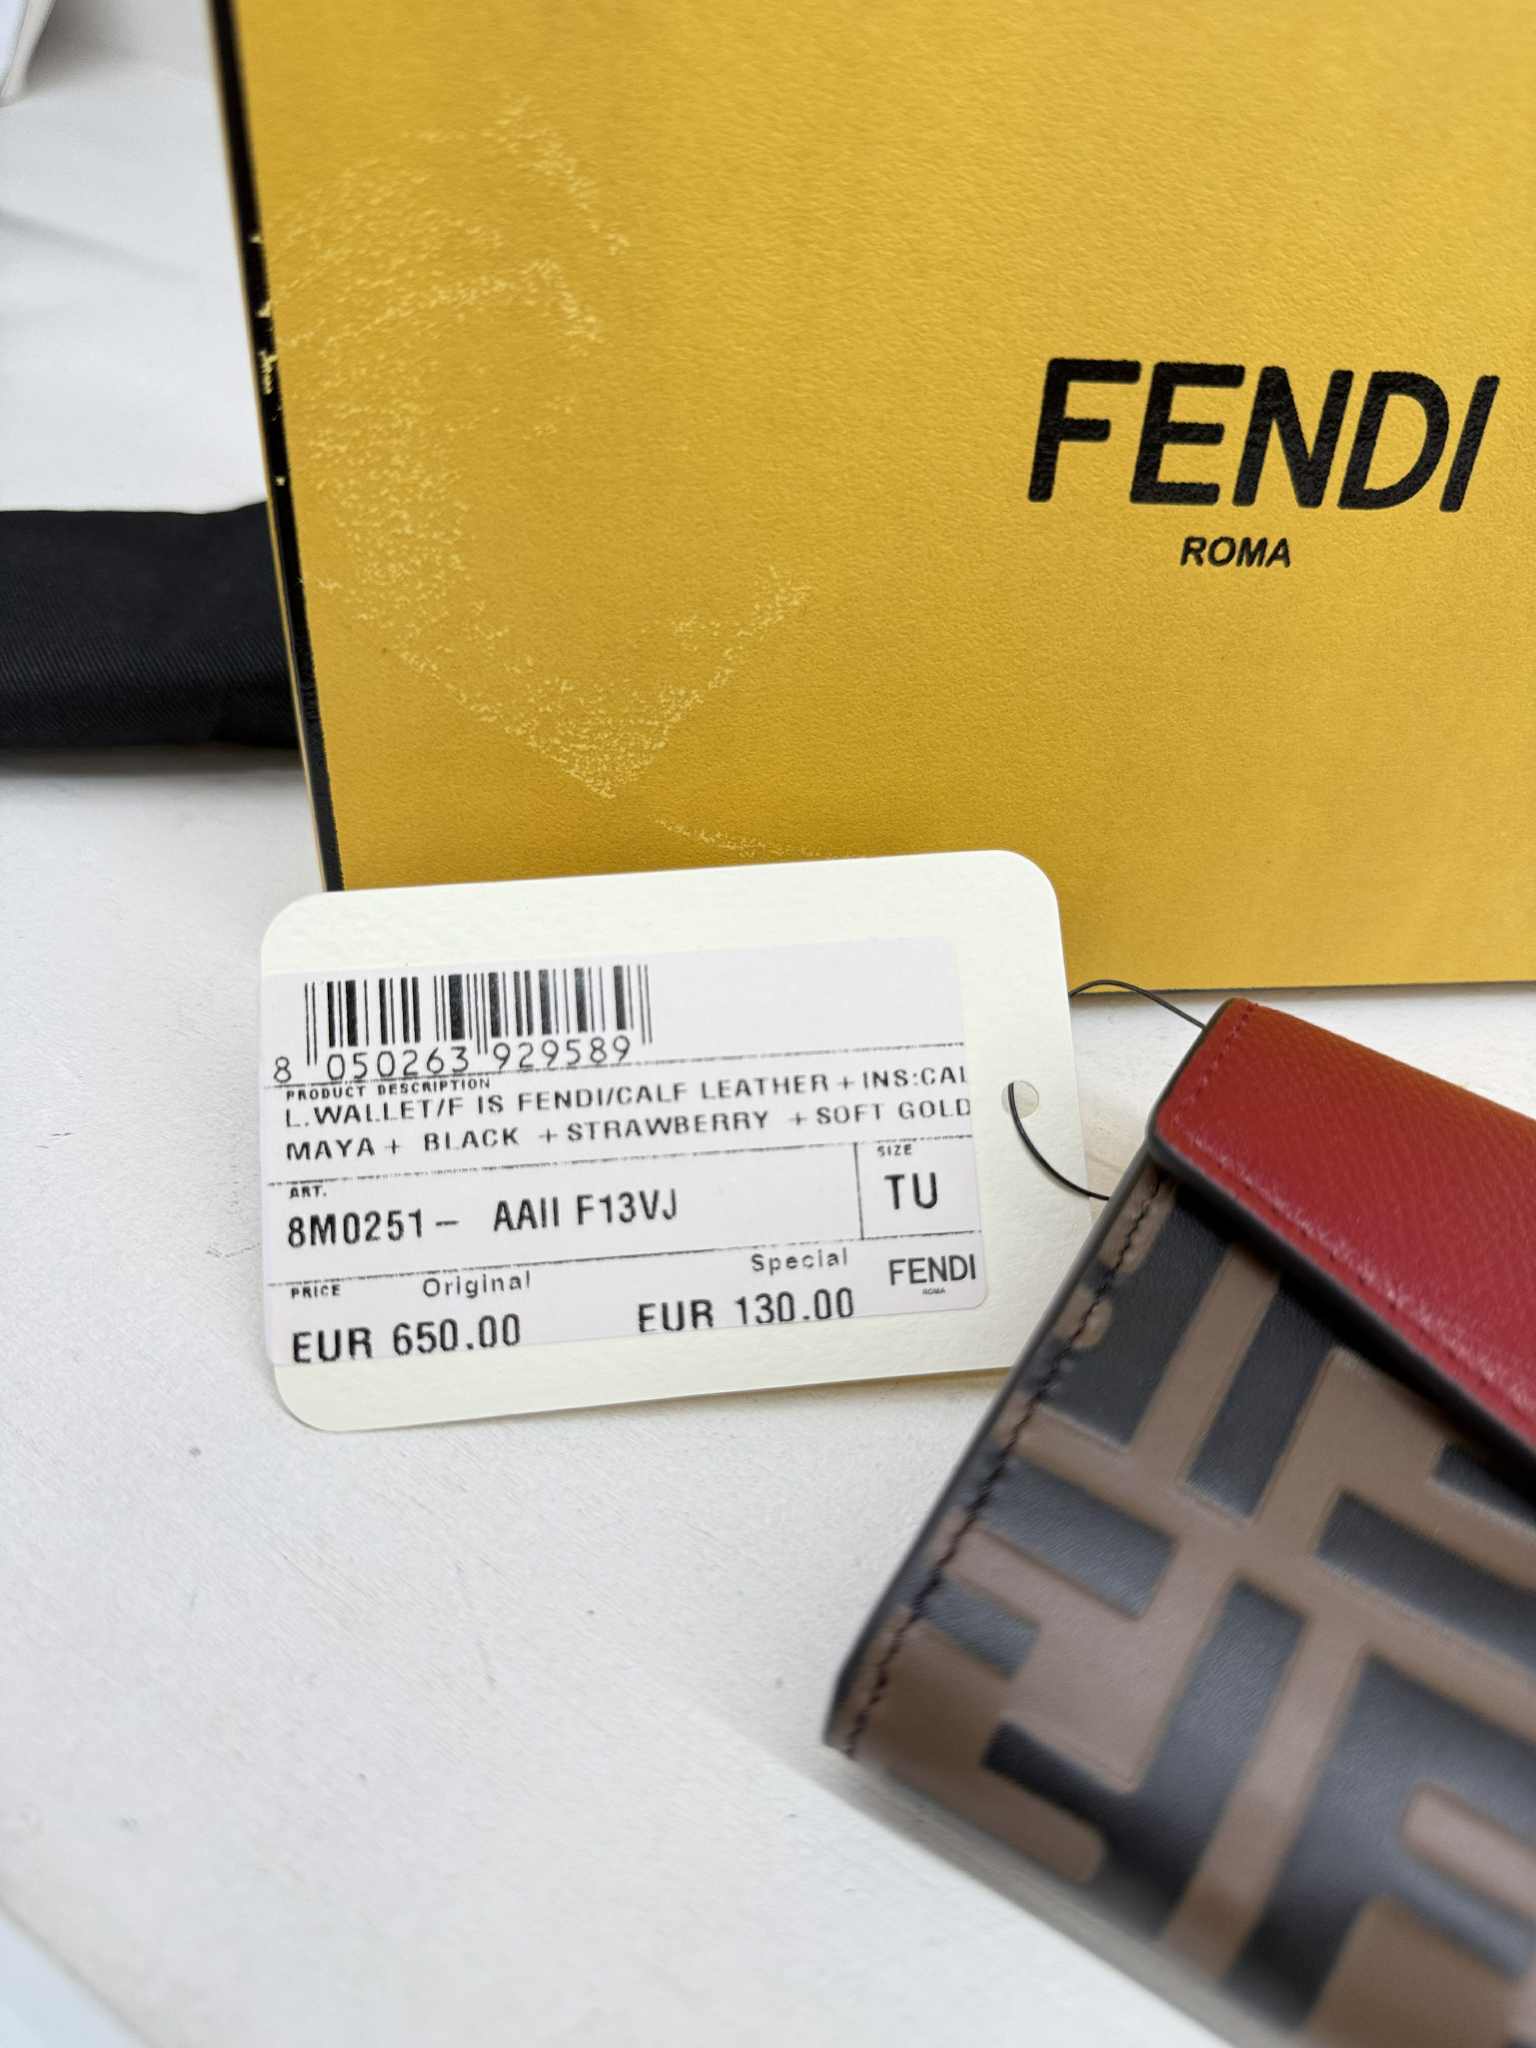 FENDI
ROMA
8 050263 929589
PRODUCT DESCRIPTION
L.WALLET/F IS FENDI/CALF LEATHER+INS:CAL
MAYA+ BLACK +STRAWBERRY +SOFT GOLD
ART.
SIZE
8M0251- AAII F13VJ
TU
PRICE Original Special
EUR 650.00 EUR 130.00
FENDI
ROMA